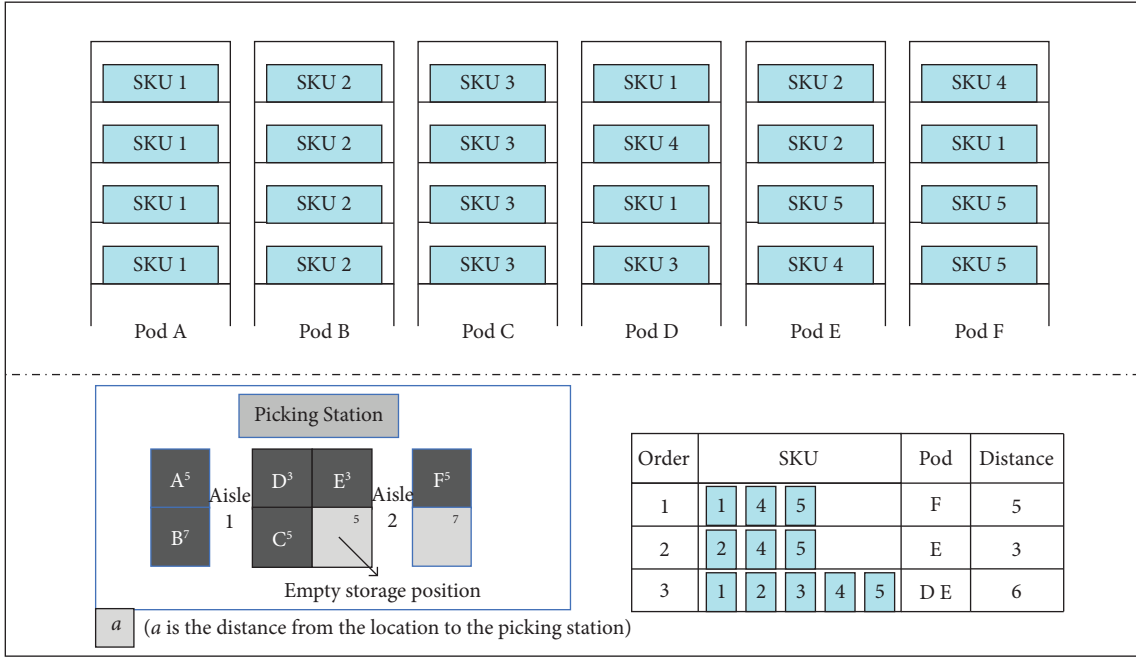 SKU 1 SKU 2 SKU 3 SKU 1 SKU 2 SKU 4
SKU 1 SKU 2 SKU 3 SKU 4 SKU 2 SKU 1
SKU 1 SKU 2 SKU 3 SKU 1 SKU 5 SKU 5
SKU 1 SKU 2 SKU 3 SKU 3 SKU 4 SKU 5
Pod A Pod B Pod C Pod D Pod E Pod F
Picking Station
A⁵ D³ E³ F⁵
Aisle 1
Aisle 2
B⁷ C⁵ 5 7
Empty storage position
a (a is the distance from the location to the picking station)
Order SKU Pod Distance
1 1 4 5 F 5
2 2 4 5 E 3
3 1 2 3 4 5 D E 6